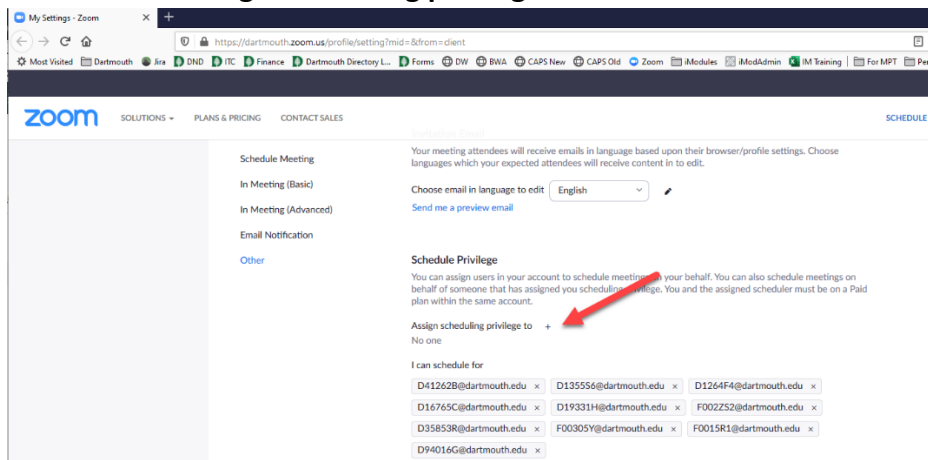 My Settings - Zoom × +
https://dartmouth.zoom.us/profile/setting?mid=&from=client
Most Visited Dartmouth Jira DND ITC Finance Dartmouth Directory L... Forms DW BWA CAPS New CAPS Old Zoom iModules iModAdmin IM Training For MPT Per
zoom SOLUTIONS PLANS & PRICING CONTACT SALES SCHEDULE
Your meeting attendees will receive emails in language based upon their browser/profile settings. Choose
languages which your expected attendees will receive content in to edit.
Choose email in language to edit English
Send me a preview email
Schedule Meeting
In Meeting (Basic)
In Meeting (Advanced)
Email Notification
Other
Schedule Privilege
You can assign users in your account to schedule meetings your behalf. You can also schedule meetings on
behalf of someone that has assigned you scheduling privilege. You and the assigned scheduler must be on a Paid
plan within the same account.
Assign scheduling privilege to +
No one
I can schedule for
D41262B@dartmouth.edu × D1355S6@dartmouth.edu × D1264F4@dartmouth.edu ×
D16765C@dartmouth.edu × D19331H@dartmouth.edu × F002ZS2@dartmouth.edu ×
D35853R@dartmouth.edu × F00305Y@dartmouth.edu × F0015R1@dartmouth.edu ×
D94016G@dartmouth.edu ×